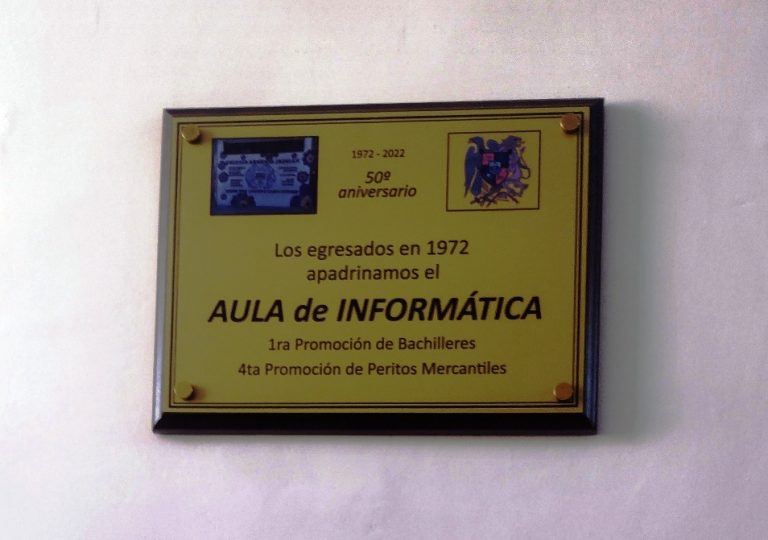 1972 - 2022
50º
aniversario
Los egresados en 1972
apadrinamos el
AULA de INFORMÁTICA
1ra Promoción de Bachilleres
4ta Promoción de Peritos Mercantiles